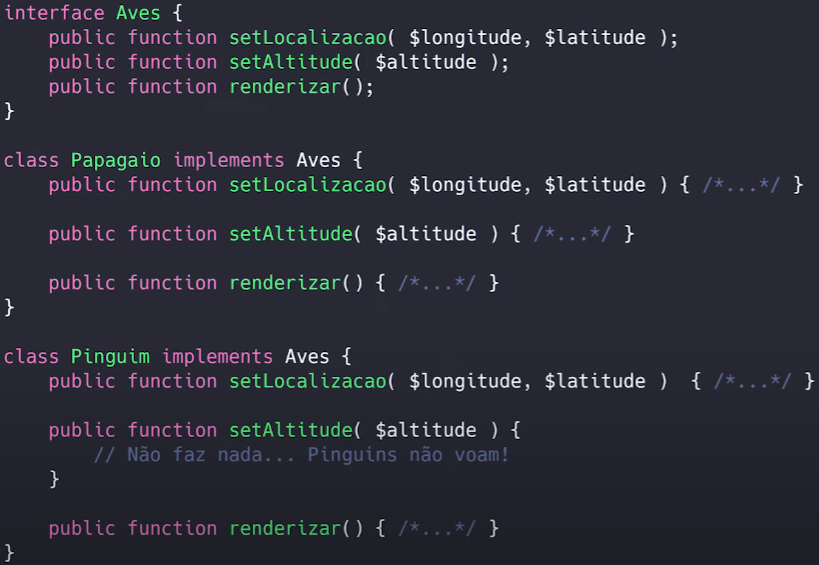 interface Aves {
    public function setLocalizacao( $longitude, $latitude );
    public function setAltitude( $altitude );
    public function renderizar();
}

class Papagaio implements Aves {
    public function setLocalizacao( $longitude, $latitude ) { /*...*/ }

    public function setAltitude( $altitude ) { /*...*/ }

    public function renderizar() { /*...*/ }
}

class Pinguim implements Aves {
    public function setLocalizacao( $longitude, $latitude )  { /*...*/ }

    public function setAltitude( $altitude ) {
        // Não faz nada... Pinguins não voam!
    }

    public function renderizar() { /*...*/ }
}